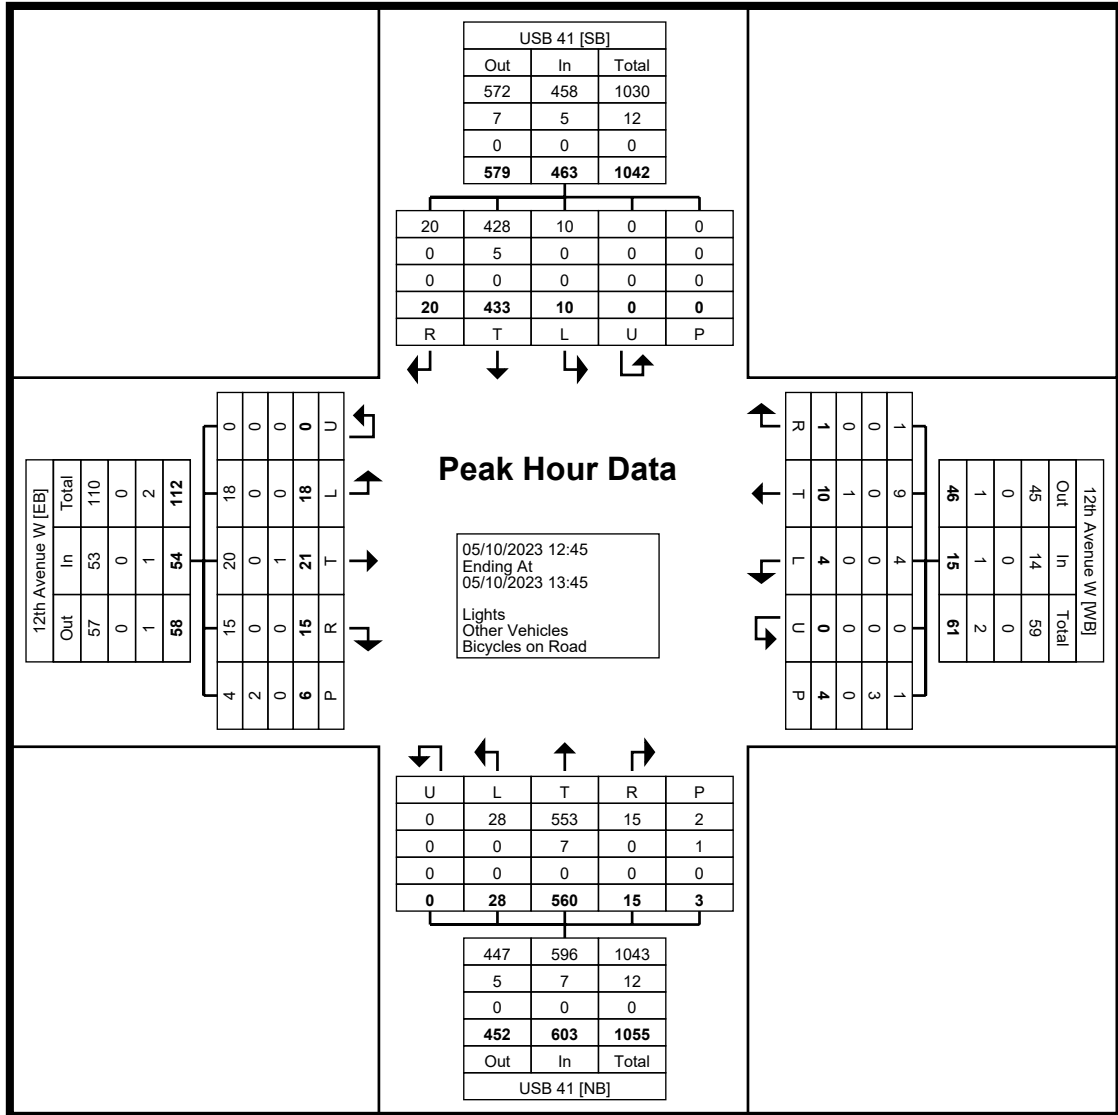 USB 41 [SB]
Out In Total
572 458 1030
7 5 12
0 0 0
579 463 1042
20 428 10 0 0
0 5 0 0 0
0 0 0 0 0
20 433 10 0 0
R T L U P
12th Avenue W [EB]
Total In Out
110 53 57
0 0 0
2 1 1
112 54 58
0 18 20 15 4
0 0 0 0 2
0 0 1 0 0
0 18 21 15 6
U L T R P
Peak Hour Data
05/10/2023 12:45
Ending At
05/10/2023 13:45
Lights
Other Vehicles
Bicycles on Road
R T L U P
1 10 4 0 4
0 1 0 0 0
0 0 0 0 3
1 9 4 0 1
46 15 61
1 1 2
0 0 0
45 14 59
Out In Total
12th Avenue W [WB]
U L T R P
0 28 553 15 2
0 0 7 0 1
0 0 0 0 0
0 28 560 15 3
447 596 1043
5 7 12
0 0 0
452 603 1055
Out In Total
USB 41 [NB]